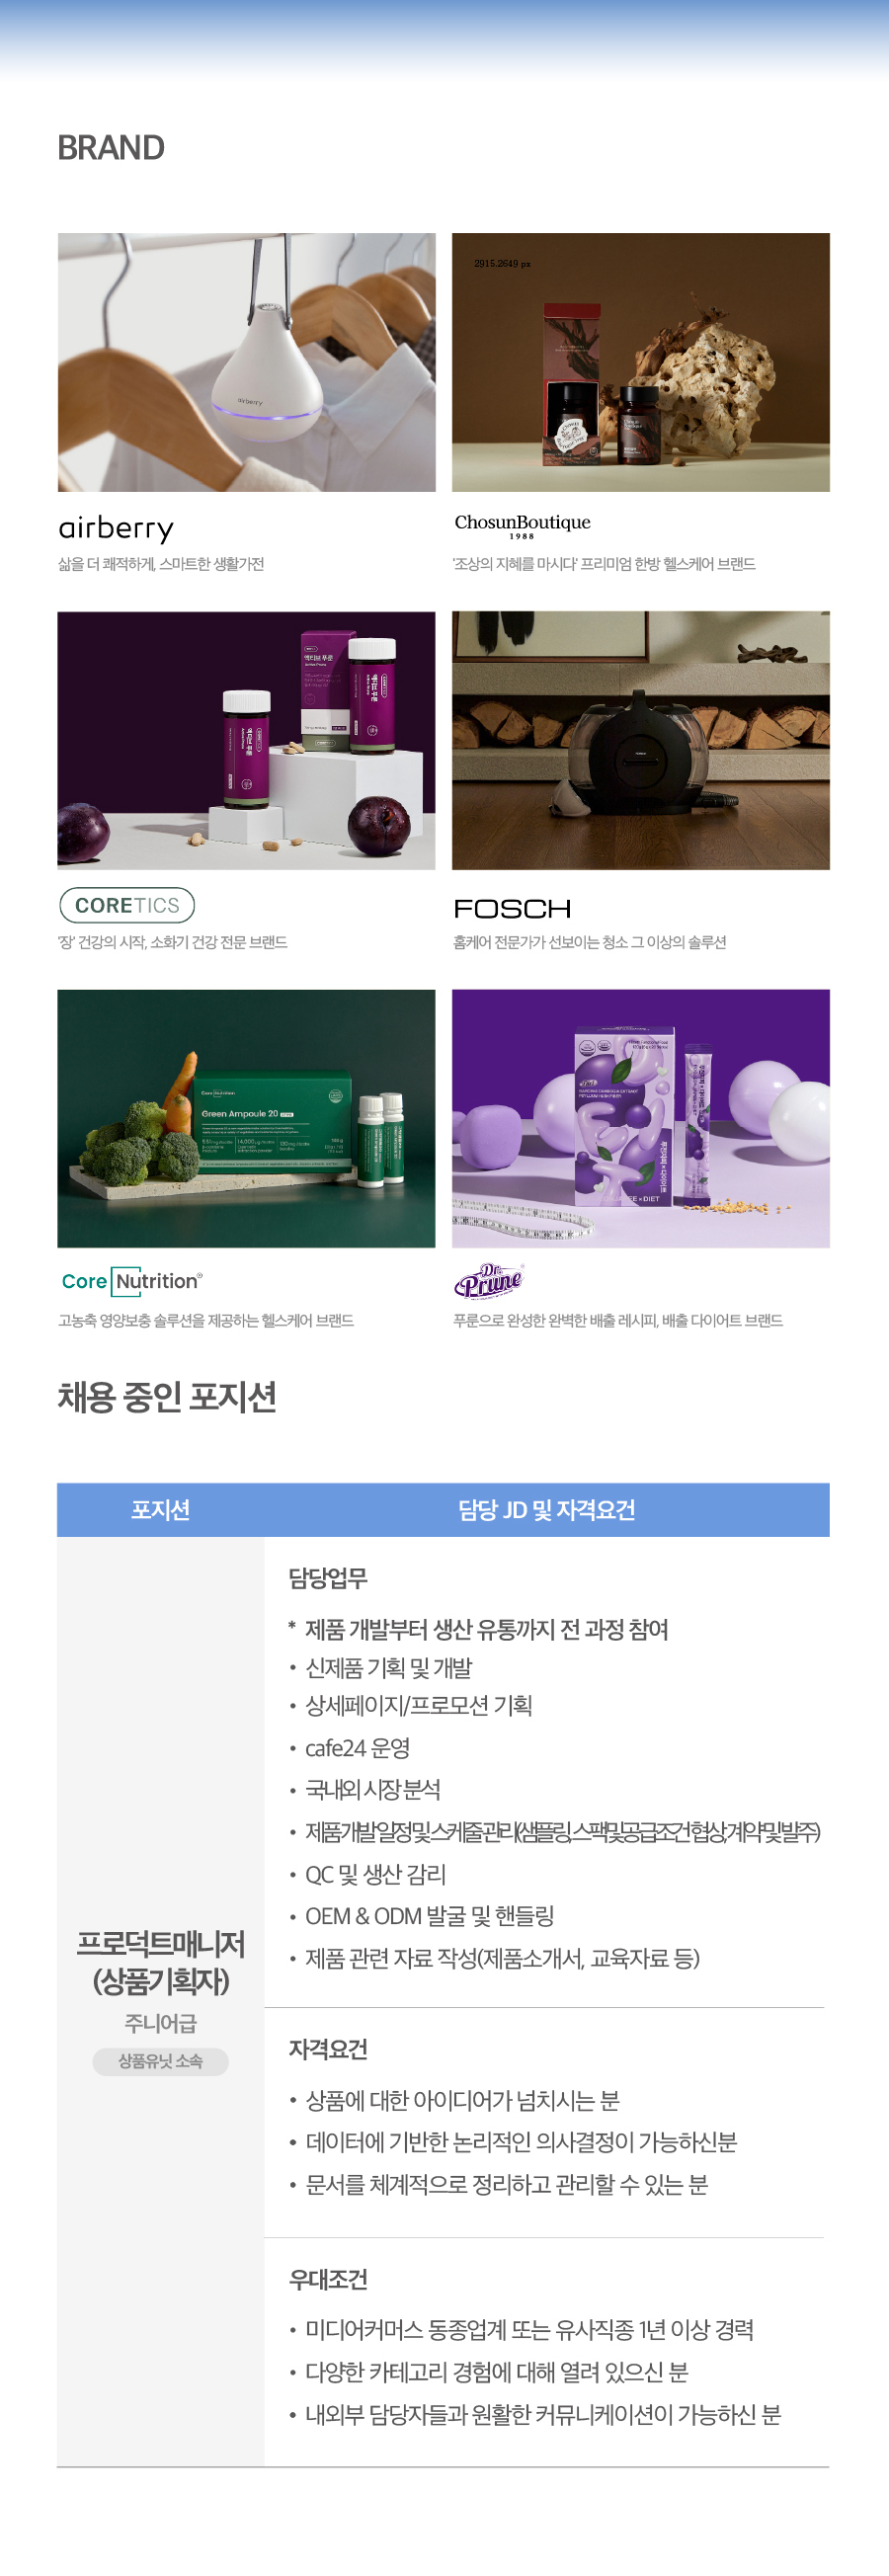 BRAND
airberry
2915.2649 px
airberry
삶을 더 쾌적하게, 스마트한 생활가전
ChosunBoutique
1988
'조상의 지혜를 마시다' 프리미엄 한방 헬스케어 브랜드
액티브 푸룬
액티브 푸룬
액티브 푸룬
CORETICS
'장' 건강의 시작, 소화기 건강 전문 브랜드
FOSCH
홈케어 전문가가 선보이는 청소 그 이상의 솔루션
Core Nutrition
Green Ampoule 20
Core Nutrition®
고농축 영양보충 솔루션을 제공하는 헬스케어 브랜드
Dr. Prune
푸룬으로 완성한 완벽한 배출 레시피, 배출 다이어트 브랜드
채용 중인 포지션
포지션
담당 JD 및 자격요건
프로덕트매니저
(상품기획자)
주니어급
상품유닛 소속
담당업무
* 제품 개발부터 생산 유통까지 전 과정 참여
• 신제품 기획 및 개발
• 상세페이지/프로모션 기획
• cafe24 운영
• 국내외 시장 분석
• 제품 개발 일정 및 스케줄 관리(샘플링, 스팩 및 공급조건 협상, 계약 및 발주)
• QC 및 생산 감리
• OEM & ODM 발굴 및 핸들링
• 제품 관련 자료 작성(제품소개서, 교육자료 등)
자격요건
• 상품에 대한 아이디어가 넘치시는 분
• 데이터에 기반한 논리적인 의사결정이 가능하신분
• 문서를 체계적으로 정리하고 관리할 수 있는 분
우대조건
• 미디어커머스 동종업계 또는 유사직종 1년 이상 경력
• 다양한 카테고리 경험에 대해 열려 있으신 분
• 내외부 담당자들과 원활한 커뮤니케이션이 가능하신 분